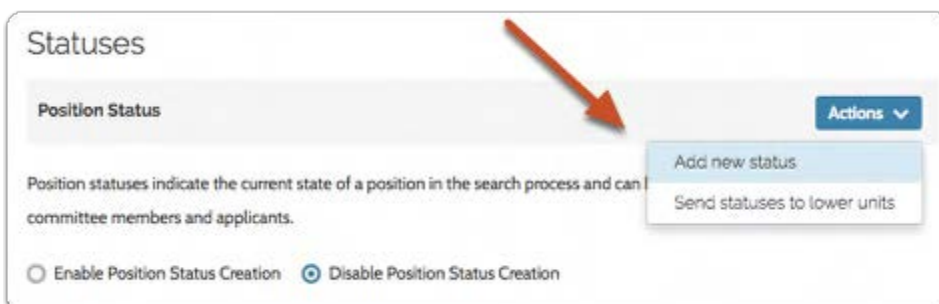 Statuses
Position Status
Actions
Add new status
Send statuses to lower units
Position statuses indicate the current state of a position in the search process and can
committee members and applicants.
Enable Position Status Creation Disable Position Status Creation